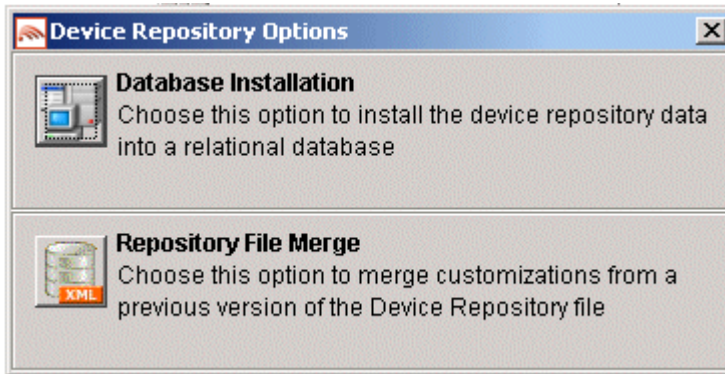 Device Repository Options
Database Installation
Choose this option to install the device repository data
into a relational database
Repository File Merge
Choose this option to merge customizations from a
previous version of the Device Repository file
XML